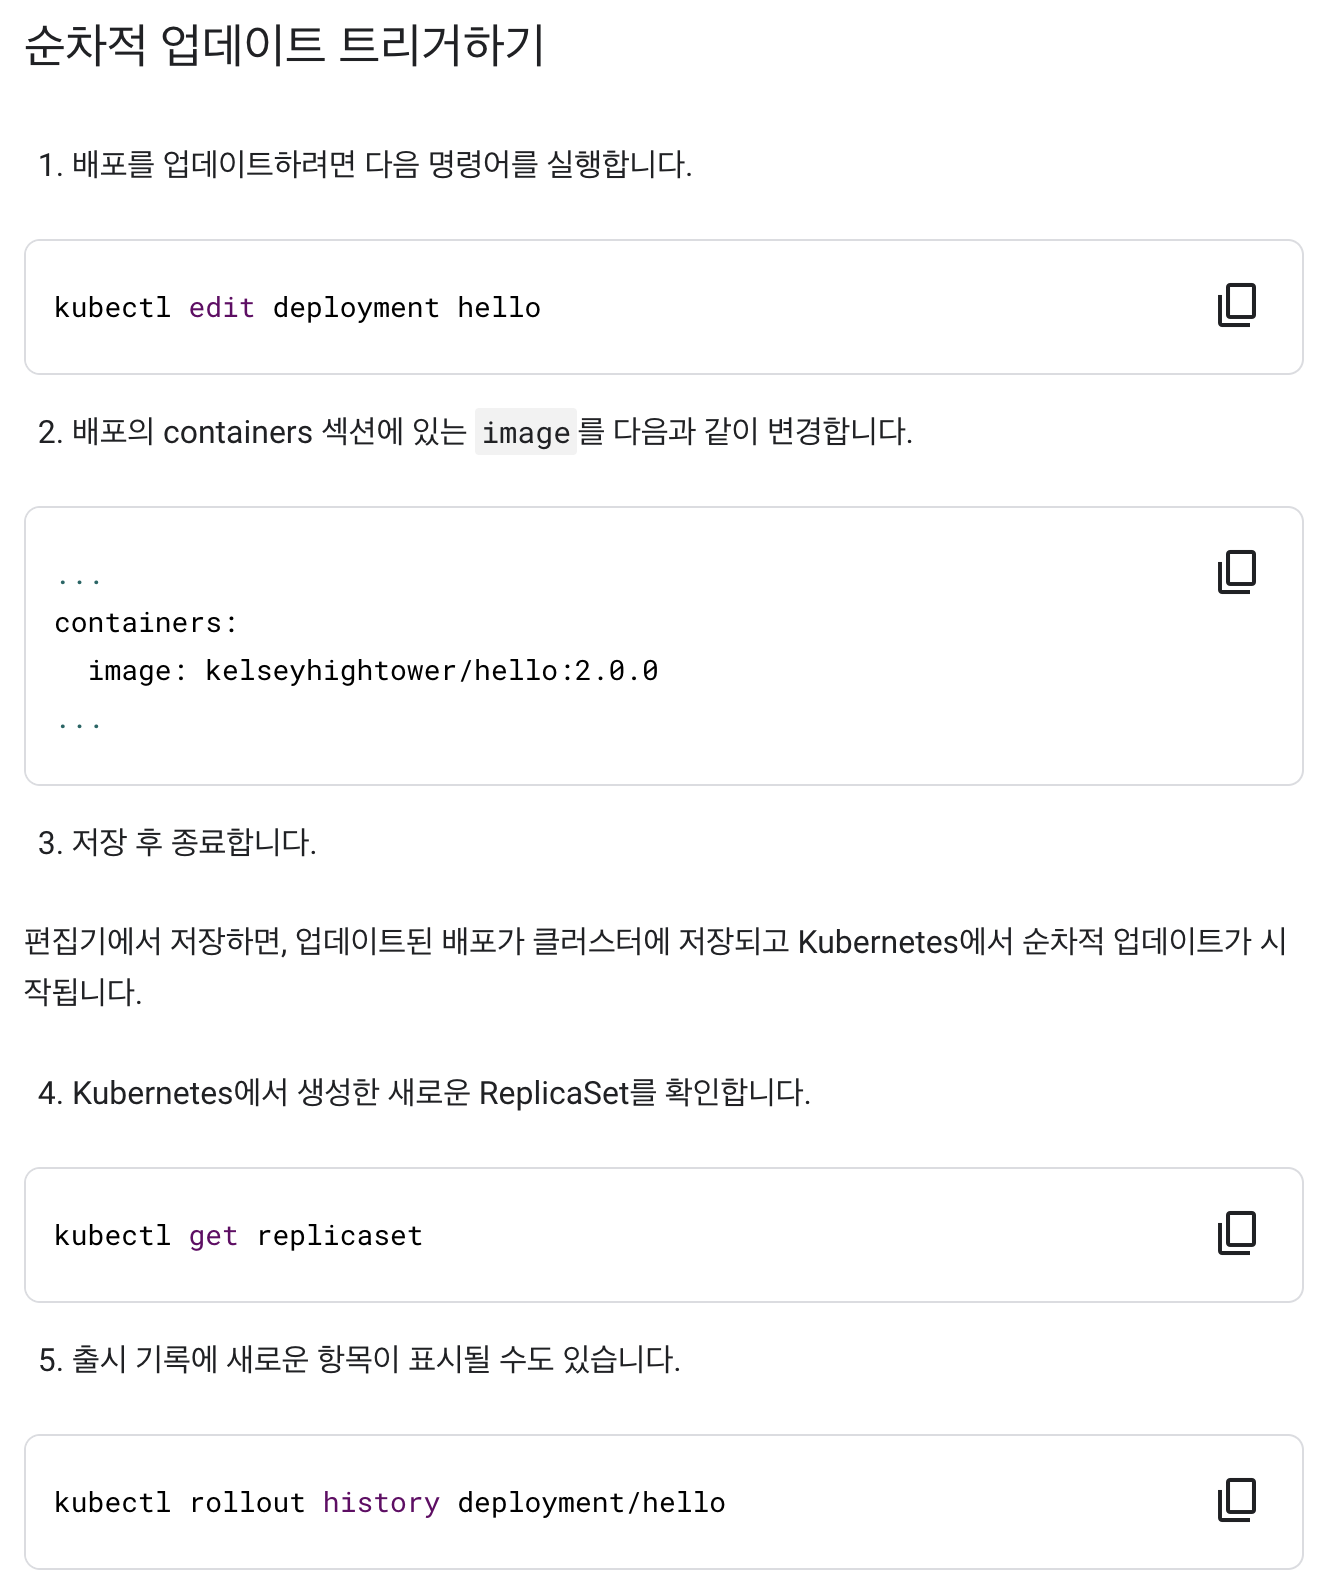 순차적 업데이트 트리거하기
1. 배포를 업데이트하려면 다음 명령어를 실행합니다.
kubectl edit deployment hello
2. 배포의 containers 섹션에 있는 image를 다음과 같이 변경합니다.
...
containers:
  image: kelseyhightower/hello:2.0.0
...
3. 저장 후 종료합니다.
편집기에서 저장하면, 업데이트된 배포가 클러스터에 저장되고 Kubernetes에서 순차적 업데이트가 시
작됩니다.
4. Kubernetes에서 생성한 새로운 ReplicaSet를 확인합니다.
kubectl get replicaset
5. 출시 기록에 새로운 항목이 표시될 수도 있습니다.
kubectl rollout history deployment/hello